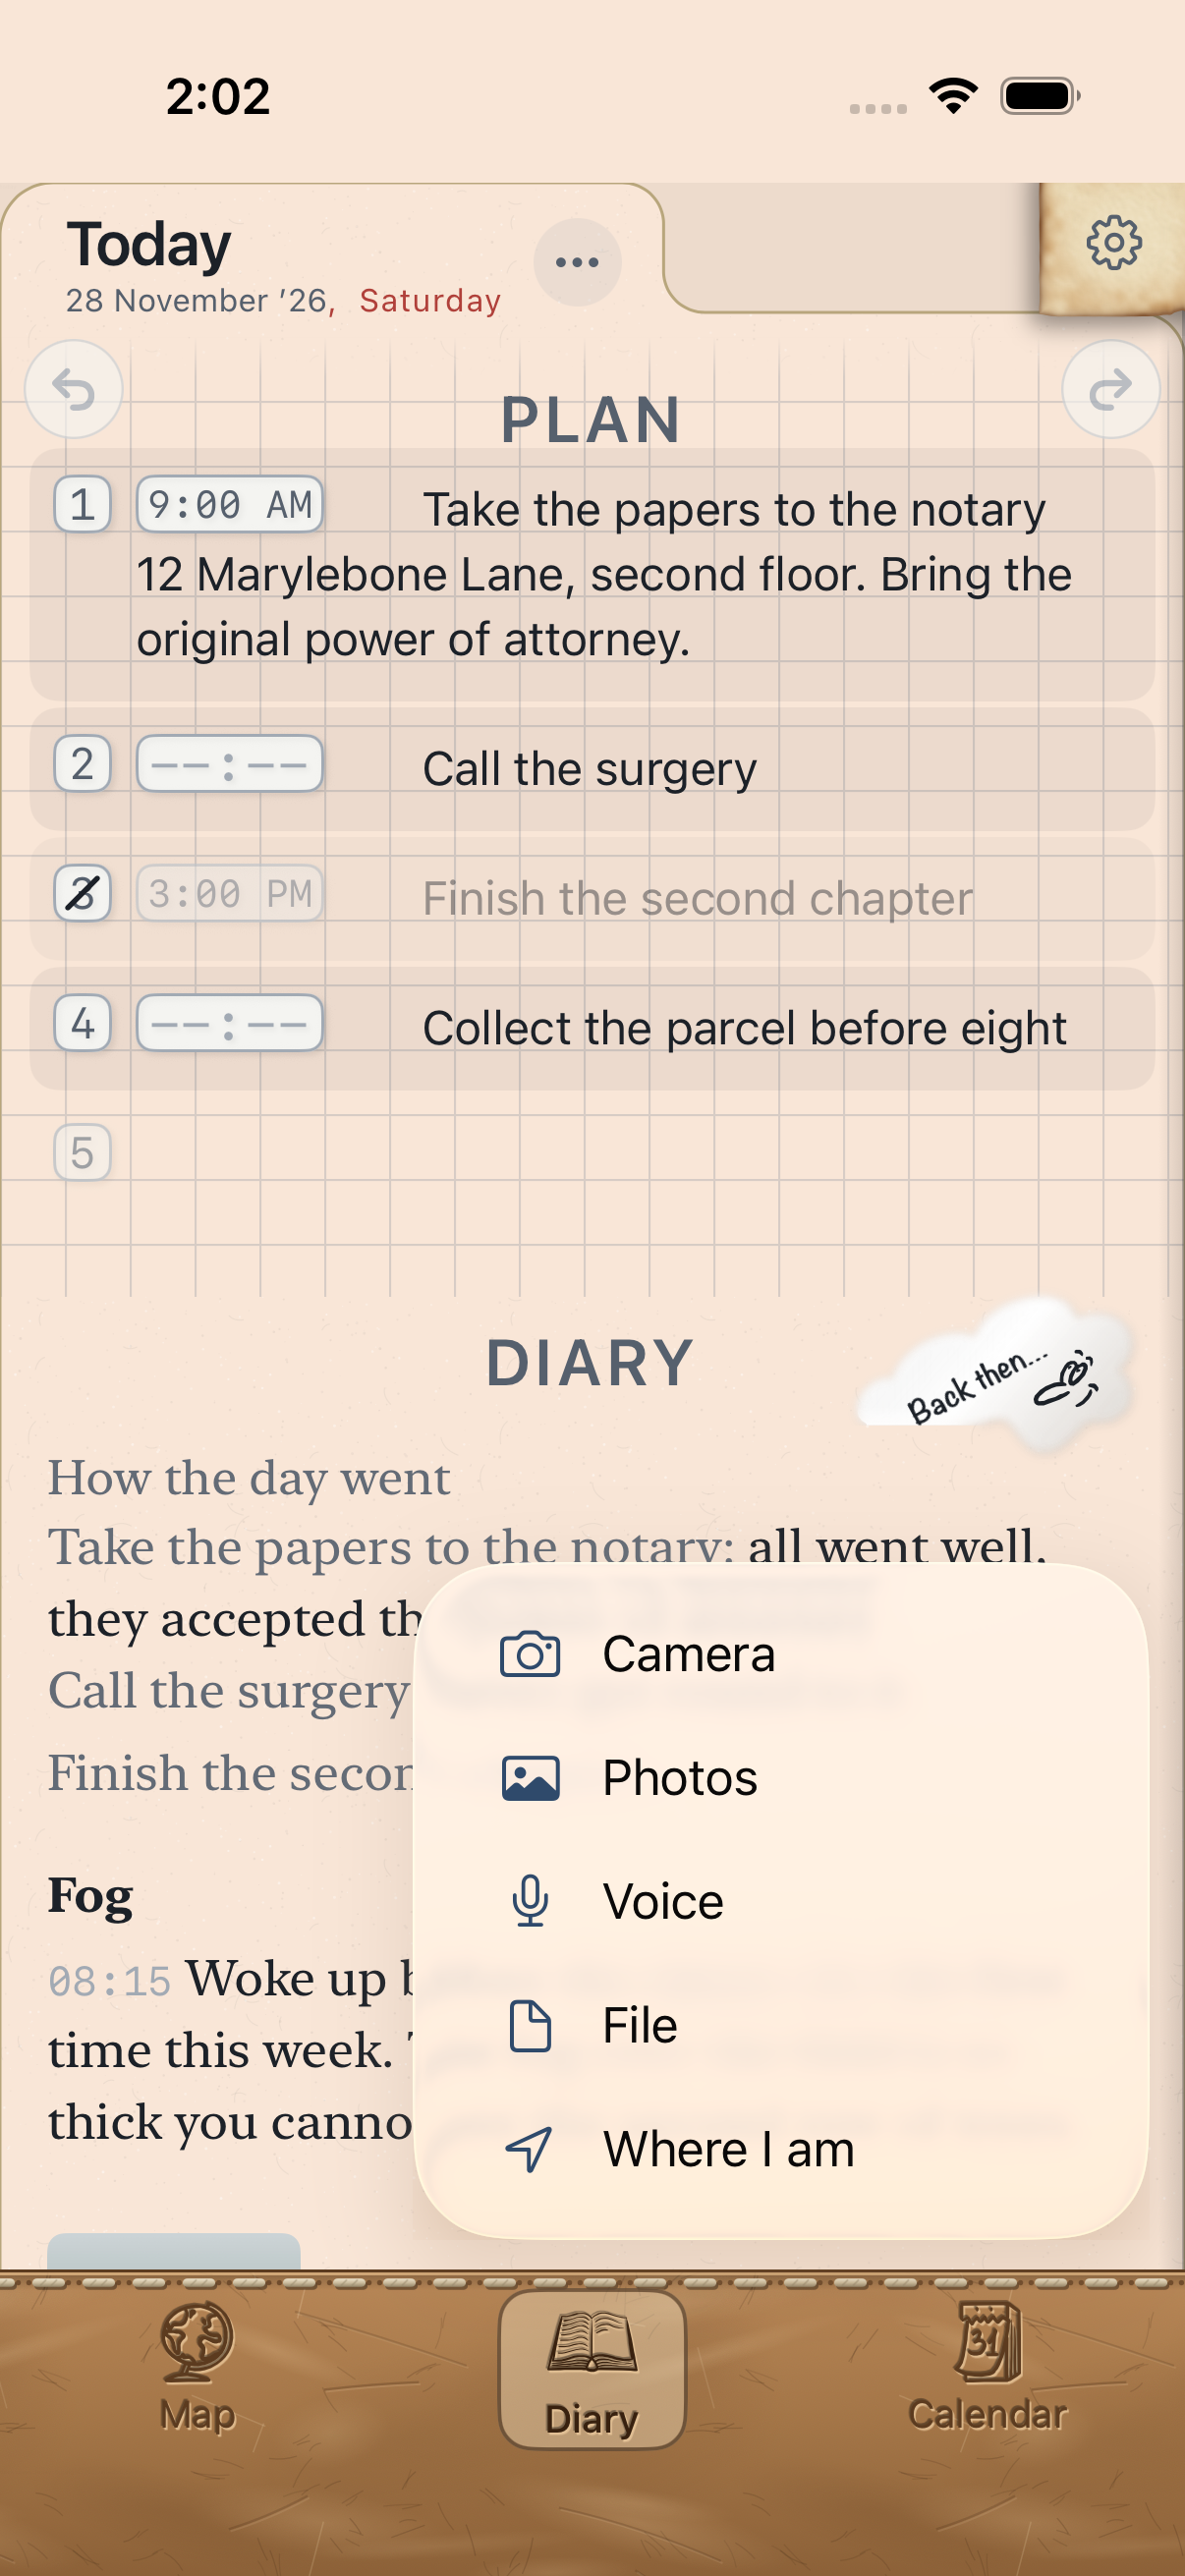 2:02
Today
28 November ’26, Saturday
PLAN
1 9:00 AM Take the papers to the notary
12 Marylebone Lane, second floor. Bring the
original power of attorney.
2 --:-- Call the surgery
3 3:00 PM Finish the second chapter
4 --:-- Collect the parcel before eight
5
DIARY
Back then...
How the day went
Take the papers to the notary: all went well,
they accepted
Call the surgery
Finish the
Fog
08:15 Woke up
time this week.
thick you
Camera
Photos
Voice
File
Where I am
31
Map
Diary
Calendar